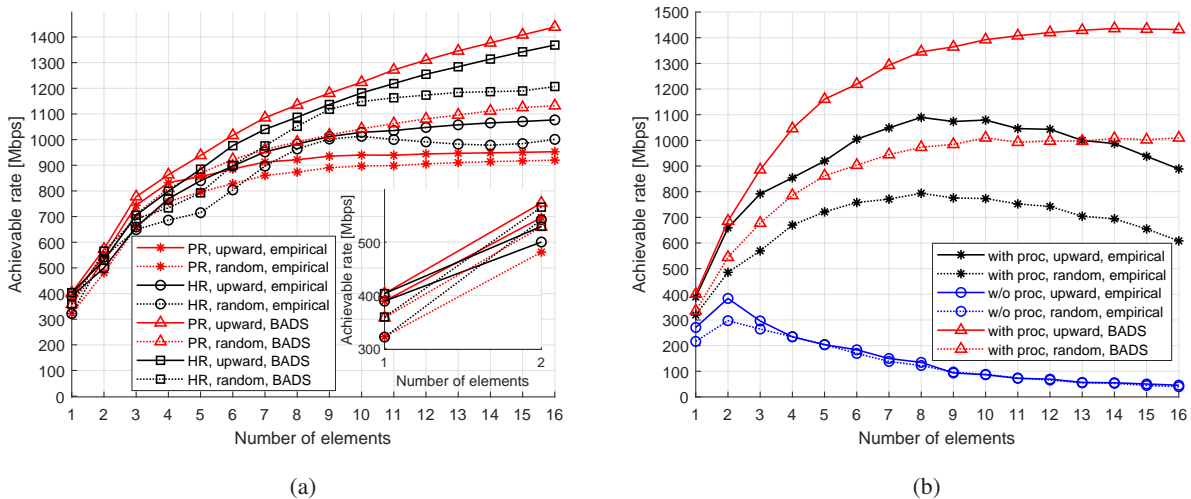 Achievable rate [Mbps]
1400
1300
1200
1100
1000
900
800
700
600
500
400
300
200
100
0
1 2 3 4 5 6 7 8 9 10 11 12 13 14 15 16
Number of elements
PR, upward, empirical
PR, random, empirical
HR, upward, empirical
HR, random, empirical
PR, upward, BADS
PR, random, BADS
HR, upward, BADS
HR, random, BADS
Achievable rate [Mbps]
500
400
300
1 2
Number of elements
(a)
Achievable rate [Mbps]
1500
1400
1300
1200
1100
1000
900
800
700
600
500
400
300
200
100
0
1 2 3 4 5 6 7 8 9 10 11 12 13 14 15 16
Number of elements
with proc, upward, empirical
with proc, random, empirical
w/o proc, upward, empirical
w/o proc, random, empirical
with proc, upward, BADS
with proc, random, BADS
(b)